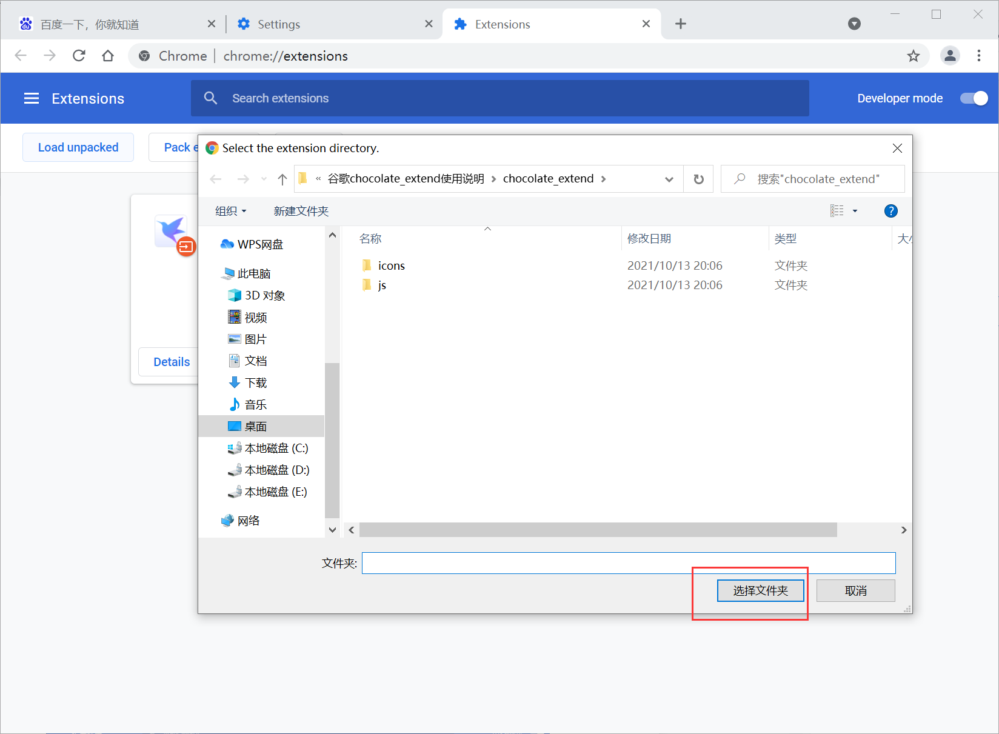 百度一下，你就知道
Settings
Extensions
Chrome
chrome://extensions
Extensions
Search extensions
Developer mode
Load unpacked
Pack e
Select the extension directory.
« 谷歌chocolate_extend使用说明 › chocolate_extend ›
搜索"chocolate_extend"
组织
新建文件夹
WPS网盘
此电脑
3D 对象
视频
图片
文档
下载
音乐
桌面
本地磁盘 (C:)
本地磁盘 (D:)
本地磁盘 (E:)
网络
名称
修改日期
类型
大小
icons
2021/10/13 20:06
文件夹
js
2021/10/13 20:06
文件夹
Details
文件夹:
选择文件夹
取消